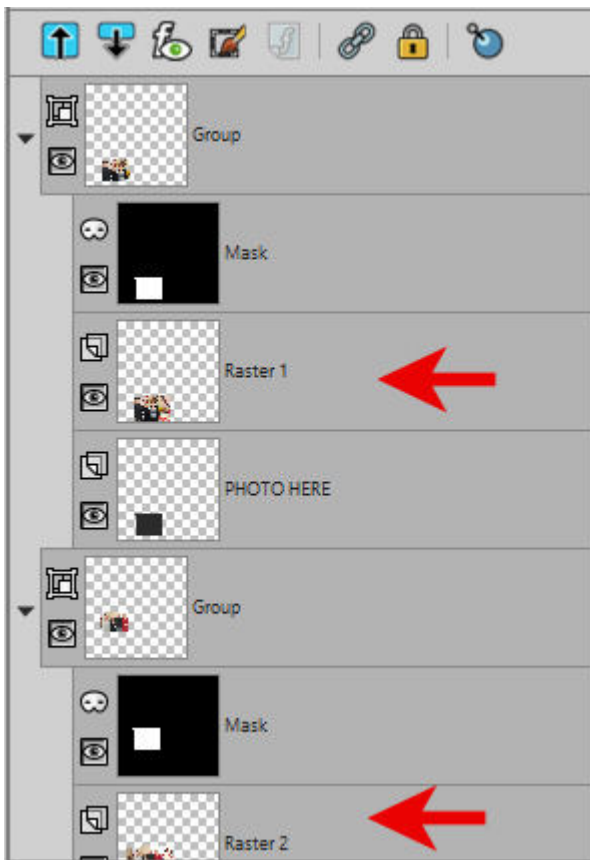 Group
Mask
Raster 1
PHOTO HERE
Group
Mask
Raster 2